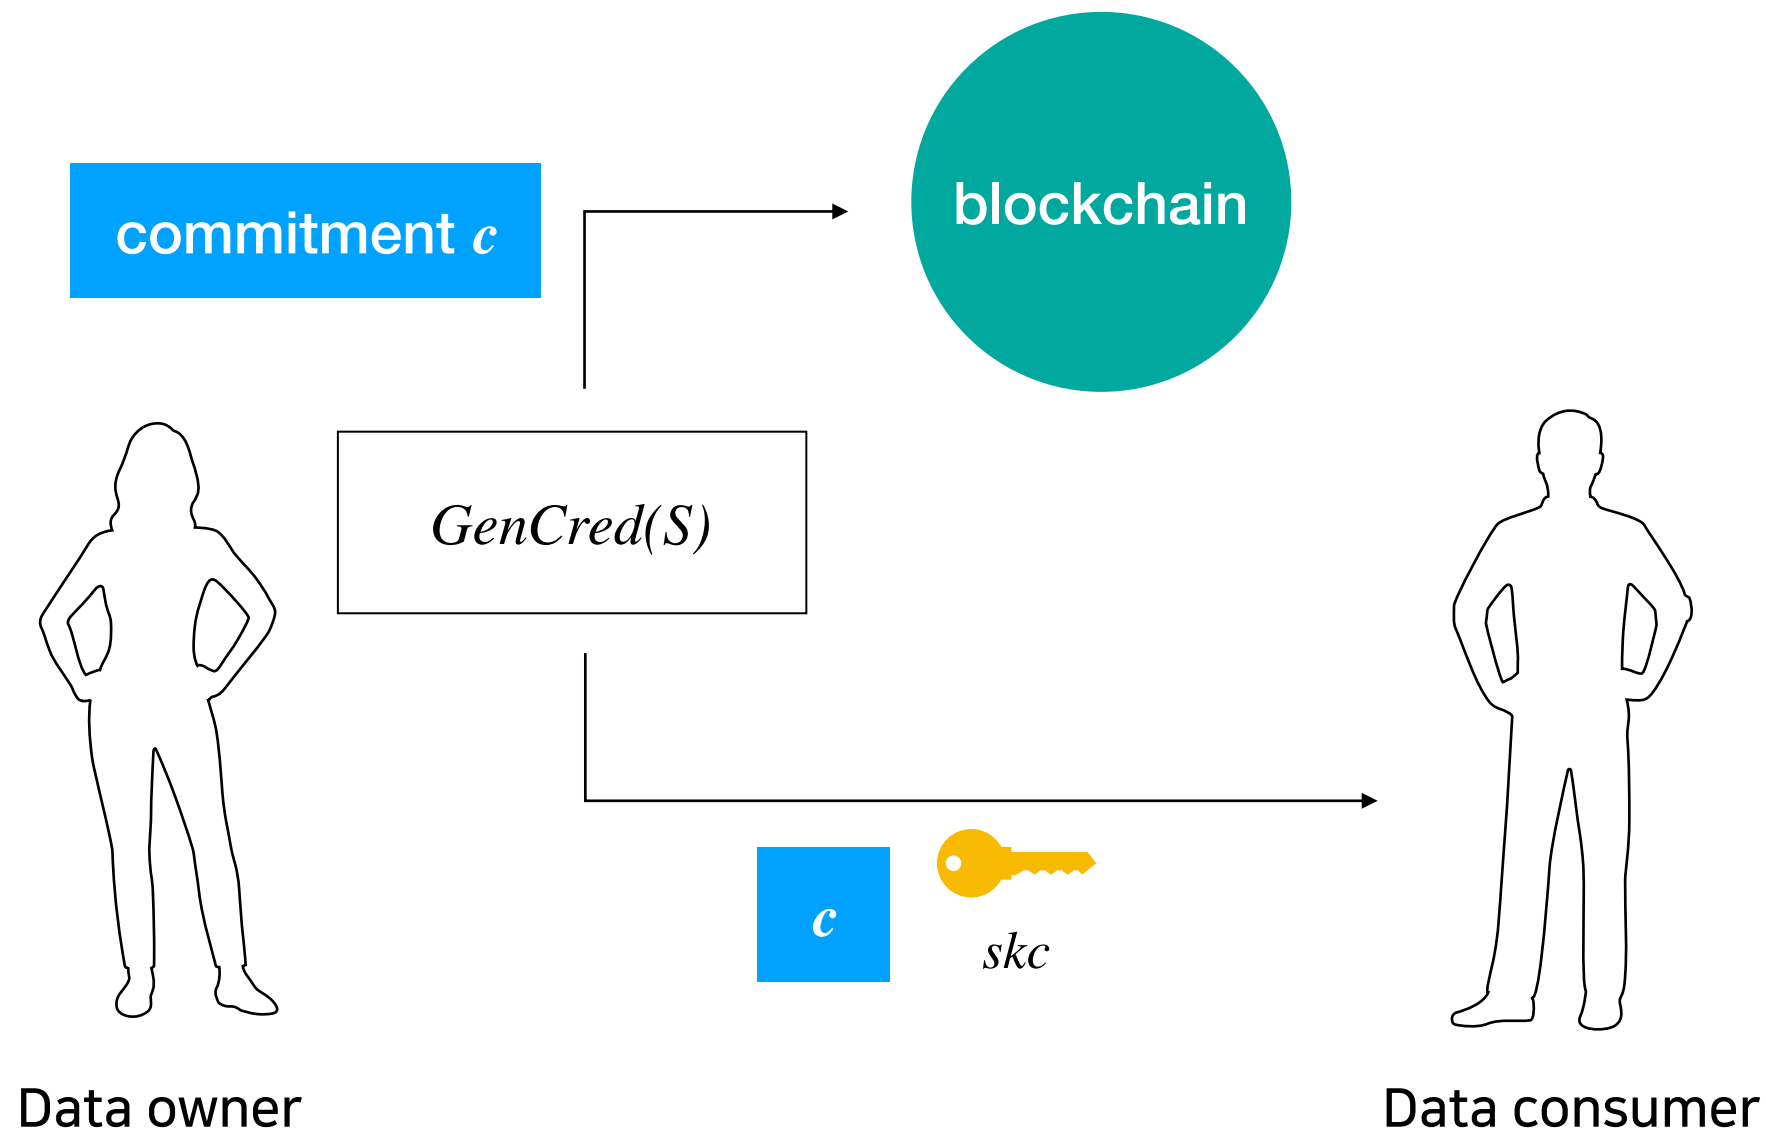 blockchain
commitment c
GenCred(S)
c
skc
Data owner
Data consumer